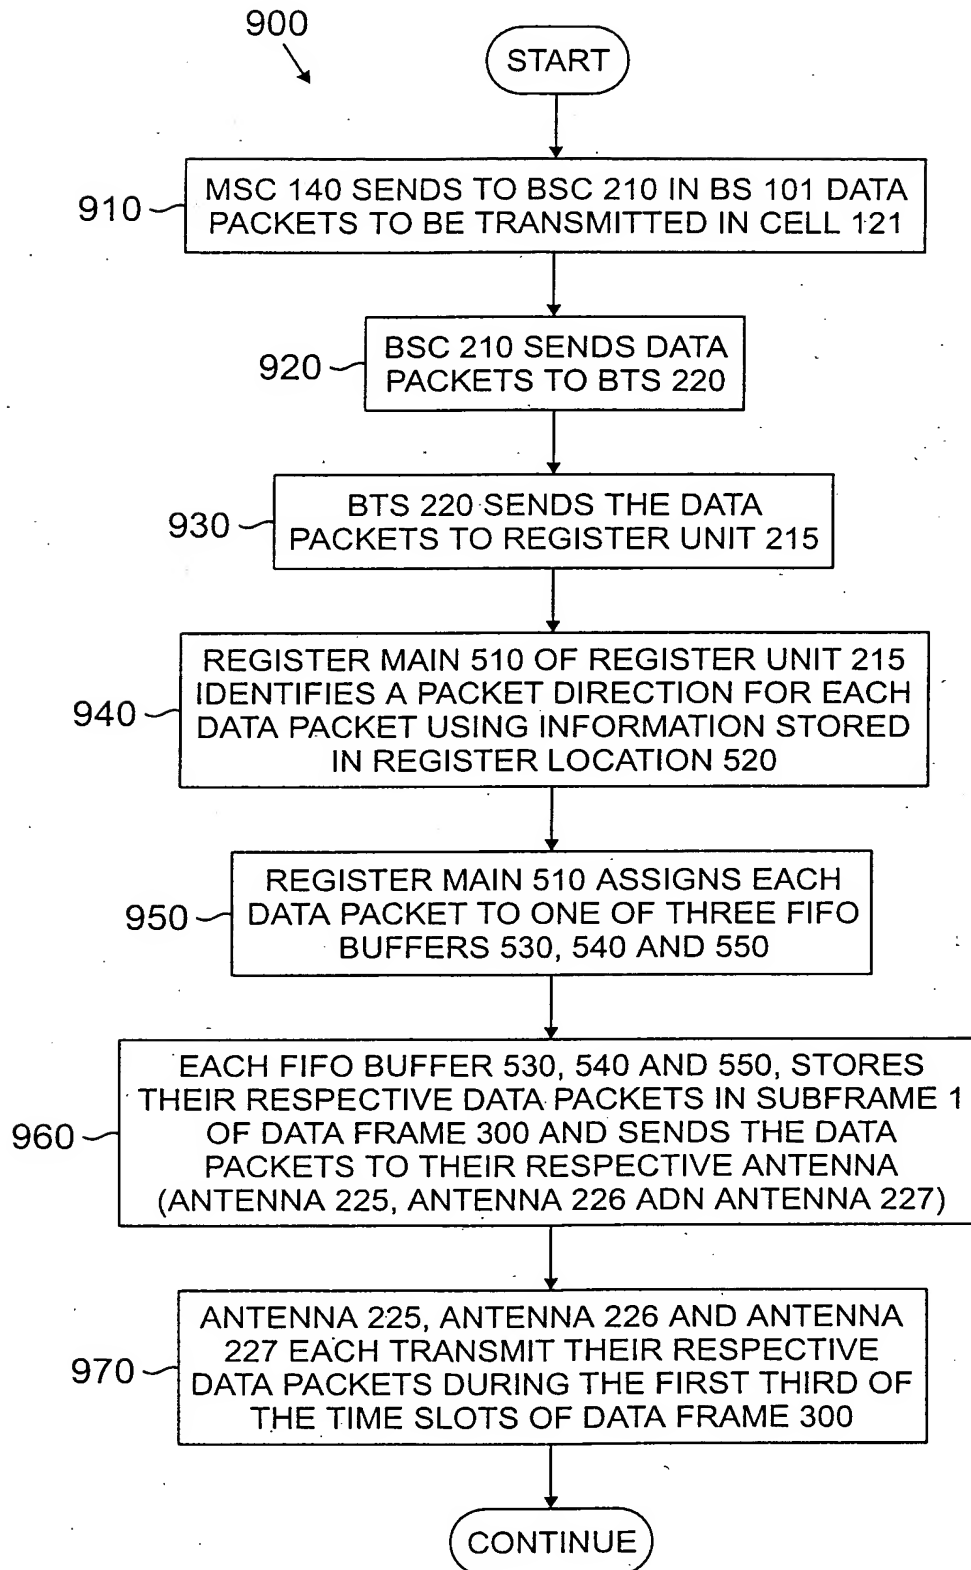 900
START
910
MSC 140 SENDS TO BSC 210 IN BS 101 DATA
PACKETS TO BE TRANSMITTED IN CELL 121
920
BSC 210 SENDS DATA
PACKETS TO BTS 220
930
BTS 220 SENDS THE DATA
PACKETS TO REGISTER UNIT 215
940
REGISTER MAIN 510 OF REGISTER UNIT 215
IDENTIFIES A PACKET DIRECTION FOR EACH
DATA PACKET USING INFORMATION STORED
IN REGISTER LOCATION 520
950
REGISTER MAIN 510 ASSIGNS EACH
DATA PACKET TO ONE OF THREE FIFO
BUFFERS 530, 540 AND 550
960
EACH FIFO BUFFER 530, 540 AND 550, STORES
THEIR RESPECTIVE DATA PACKETS IN SUBFRAME 1
OF DATA FRAME 300 AND SENDS THE DATA
PACKETS TO THEIR RESPECTIVE ANTENNA
(ANTENNA 225, ANTENNA 226 ADN ANTENNA 227)
970
ANTENNA 225, ANTENNA 226 AND ANTENNA
227 EACH TRANSMIT THEIR RESPECTIVE
DATA PACKETS DURING THE FIRST THIRD OF
THE TIME SLOTS OF DATA FRAME 300
CONTINUE